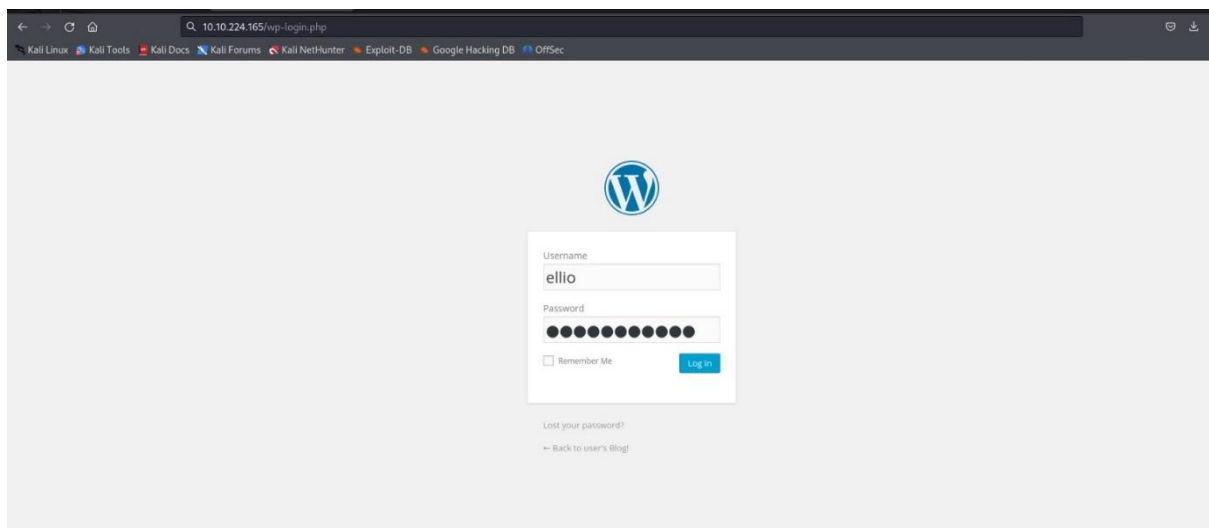 10.10.224.165/wp-login.php
Kali Linux Kali Tools Kali Docs Kali Forums Kali NetHunter Exploit-DB Google Hacking DB OffSec
W
Username
ellio
Password
Remember Me
Log In
Lost your password?
← Back to user's Blog!